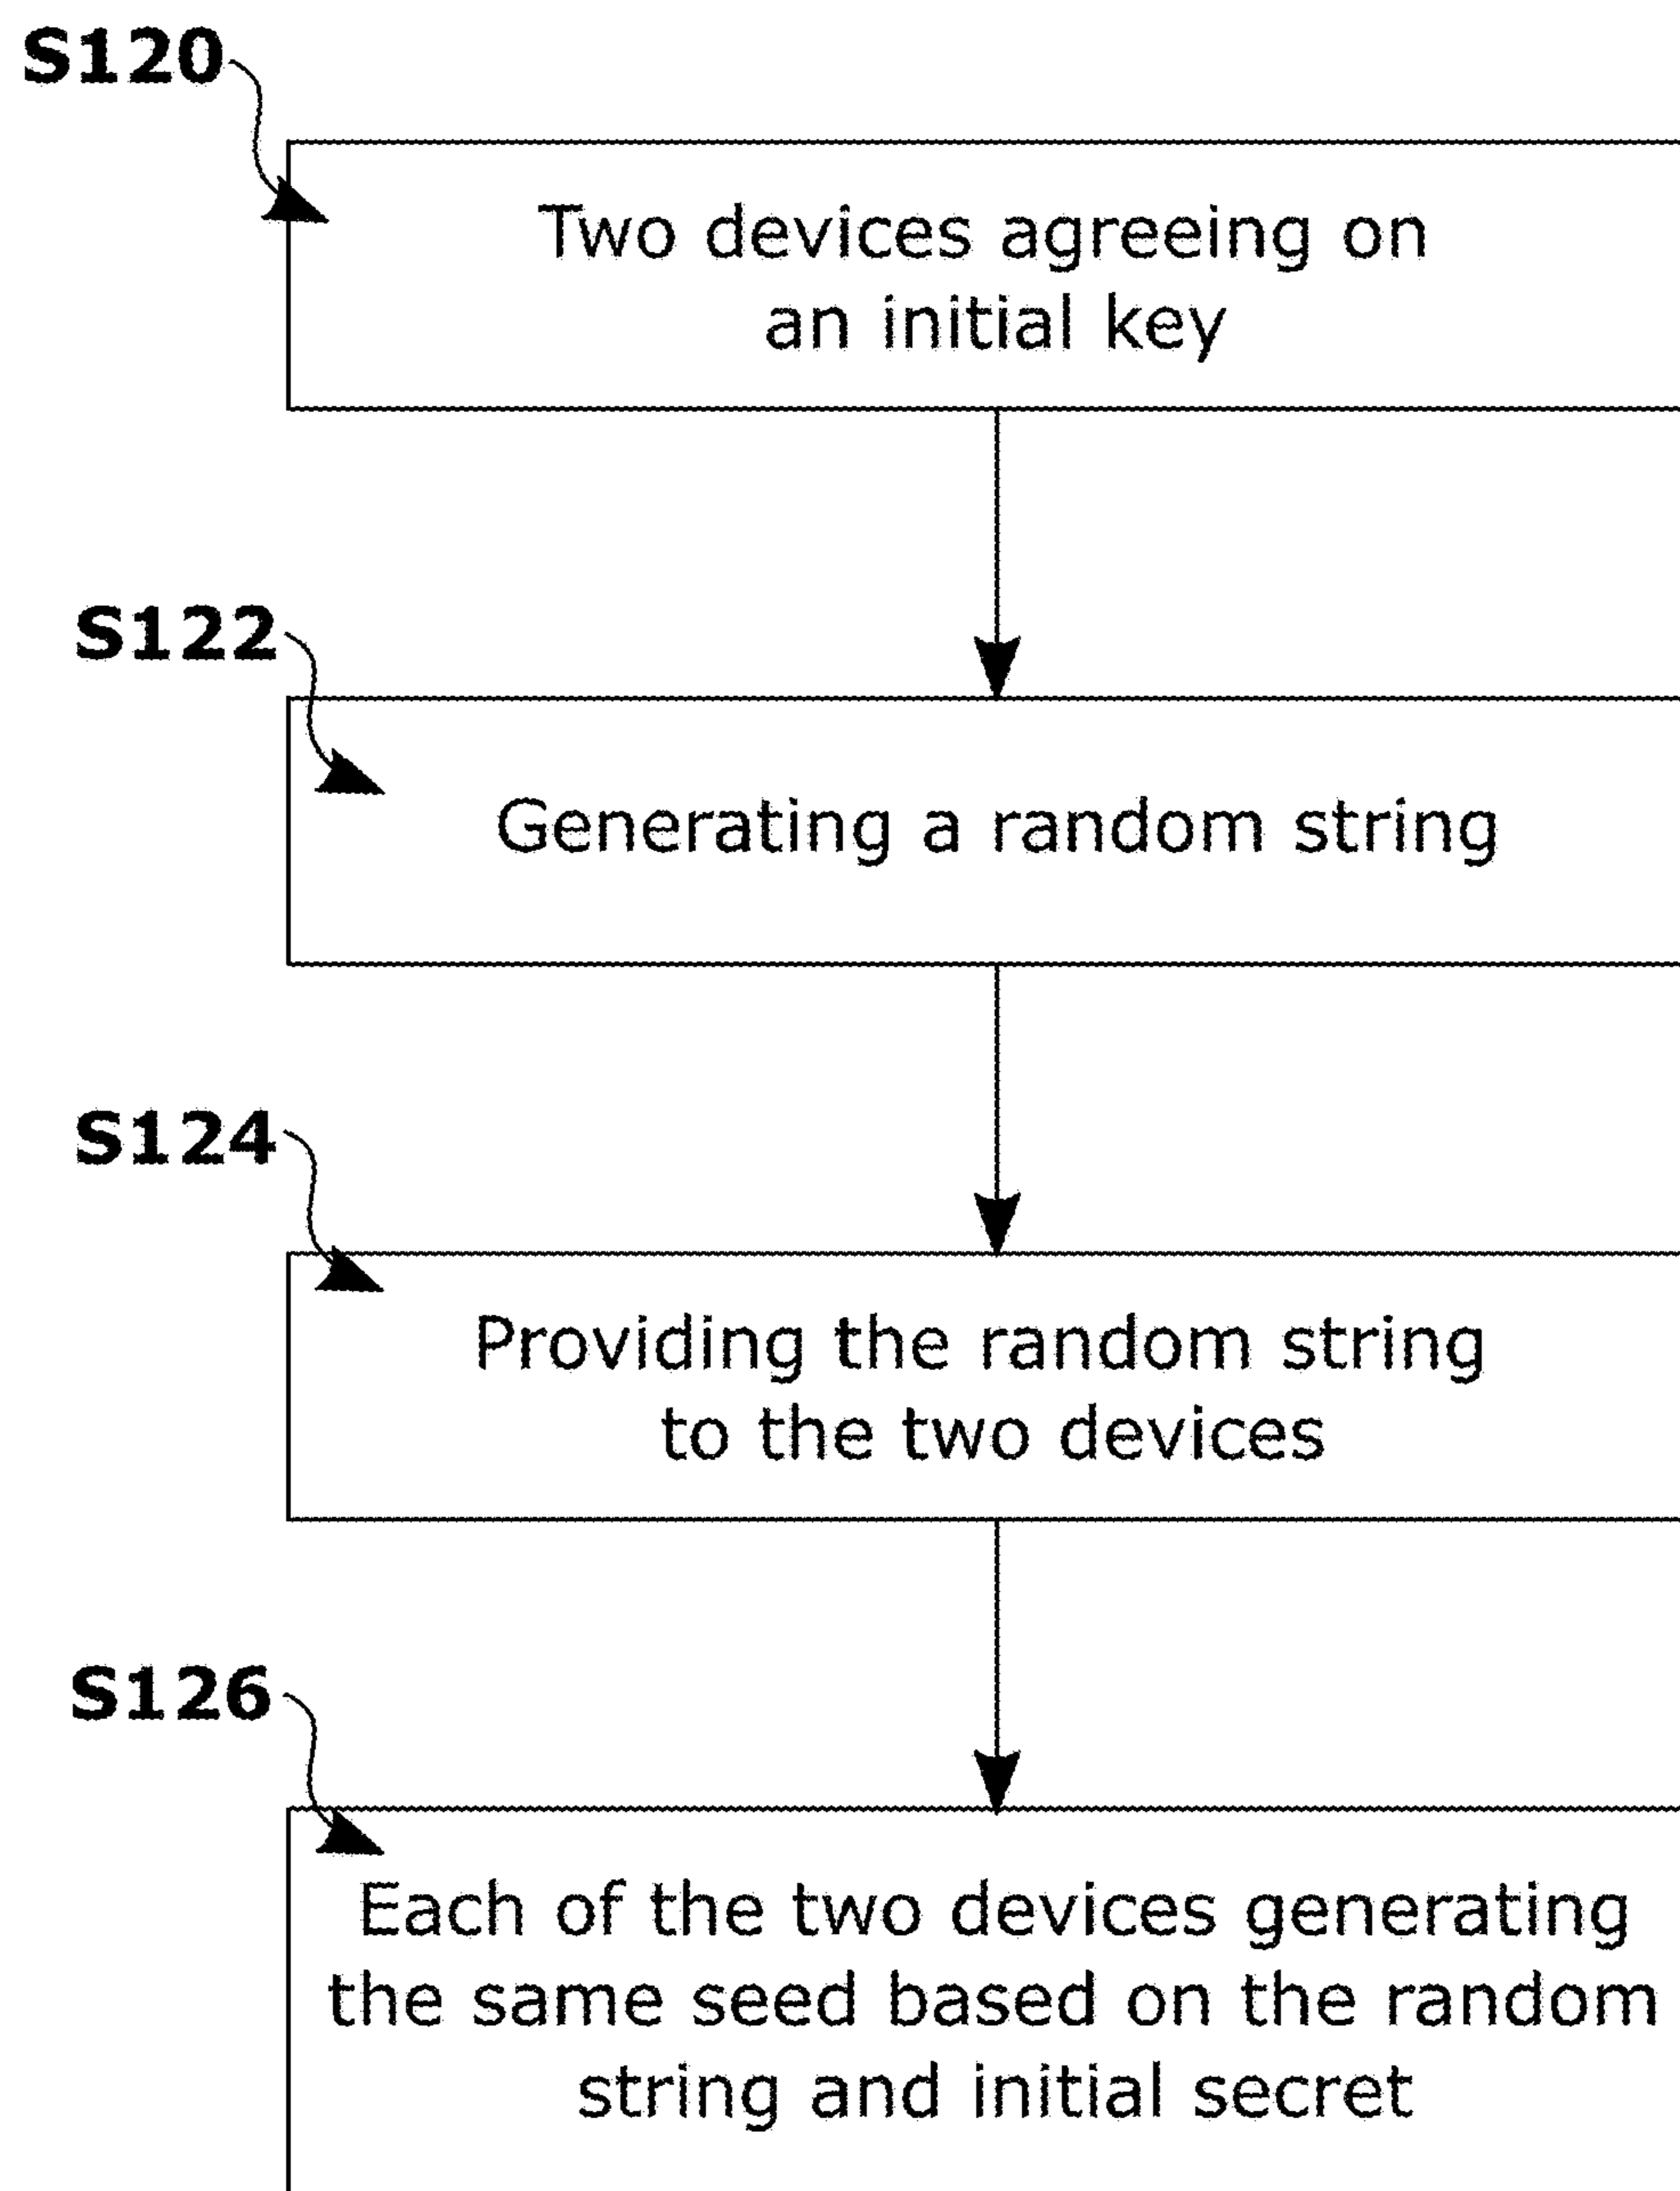 S120
Two devices agreeing on
an initial key
S122
Generating a random string
S124
Providing the random string
to the two devices
S126
Each of the two devices generating
the same seed based on the random
string and initial secret